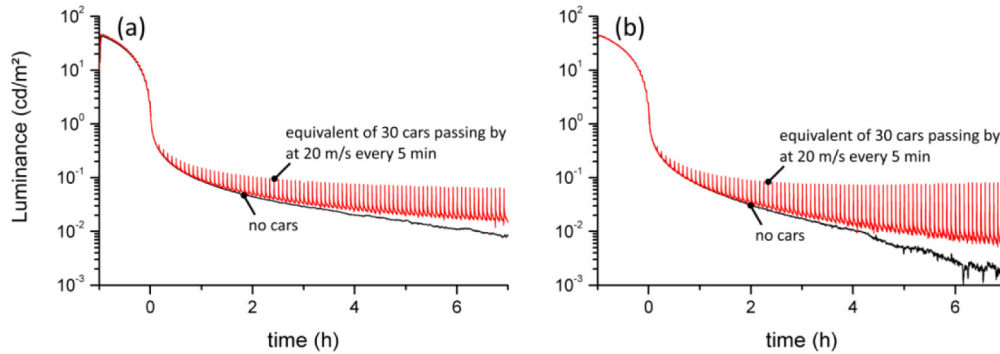 (a)
Luminance (cd/m²)
10²
10¹
10⁰
10⁻¹
10⁻²
10⁻³
equivalent of 30 cars passing by
at 20 m/s every 5 min
no cars
0
2
4
6
time (h)
(b)
10²
10¹
10⁰
10⁻¹
10⁻²
10⁻³
equivalent of 30 cars passing by
at 20 m/s every 5 min
no cars
0
2
4
6
time (h)